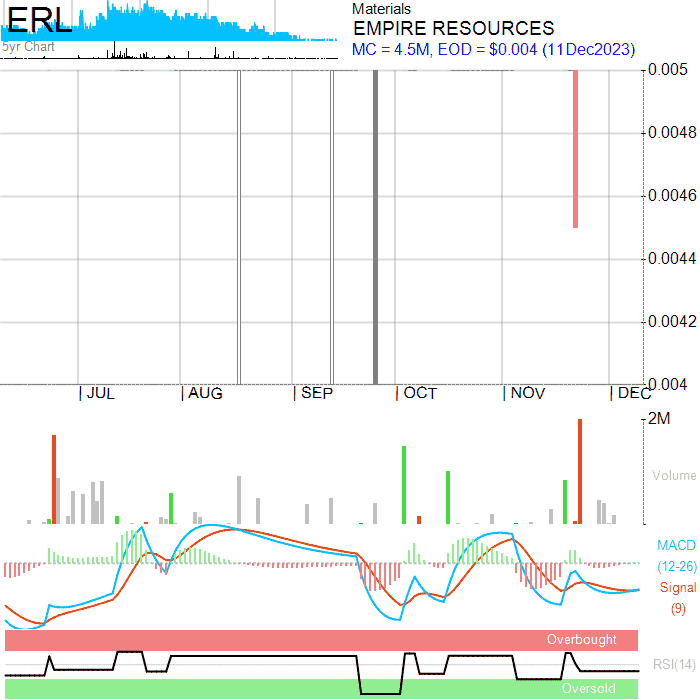 ERL
5yr Chart
Materials
EMPIRE RESOURCES
MC = 4.5M, EOD = $0.004 (11Dec2023)
0.005
0.0048
0.0046
0.0044
0.0042
0.004
JUL AUG SEP OCT NOV DEC
2M
Volume
MACD
(12-26)
Signal
(9)
Overbought
RSI(14)
Oversold